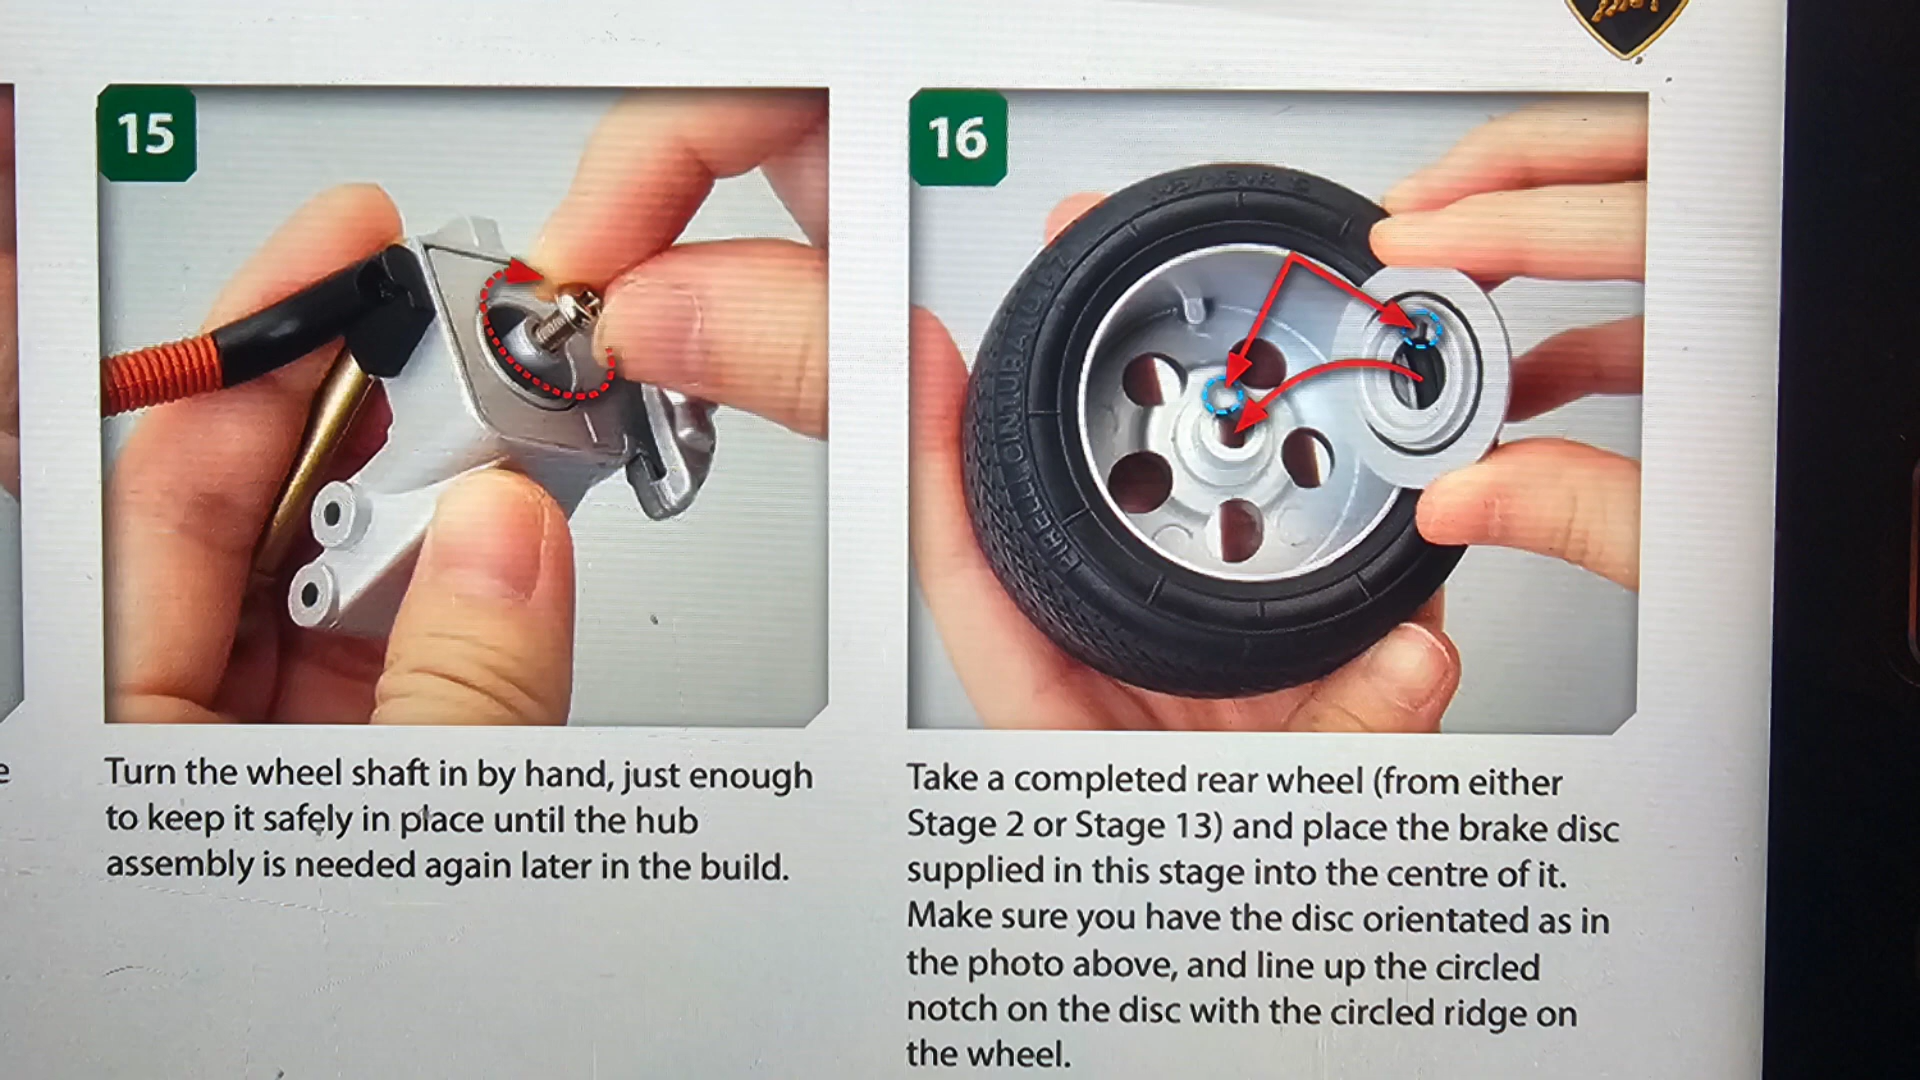 15
16
PIRELLI CINTURATO P7
Turn the wheel shaft in by hand, just enough
to keep it safely in place until the hub
assembly is needed again later in the build.
Take a completed rear wheel (from either
Stage 2 or Stage 13) and place the brake disc
supplied in this stage into the centre of it.
Make sure you have the disc orientated as in
the photo above, and line up the circled
notch on the disc with the circled ridge on
the wheel.